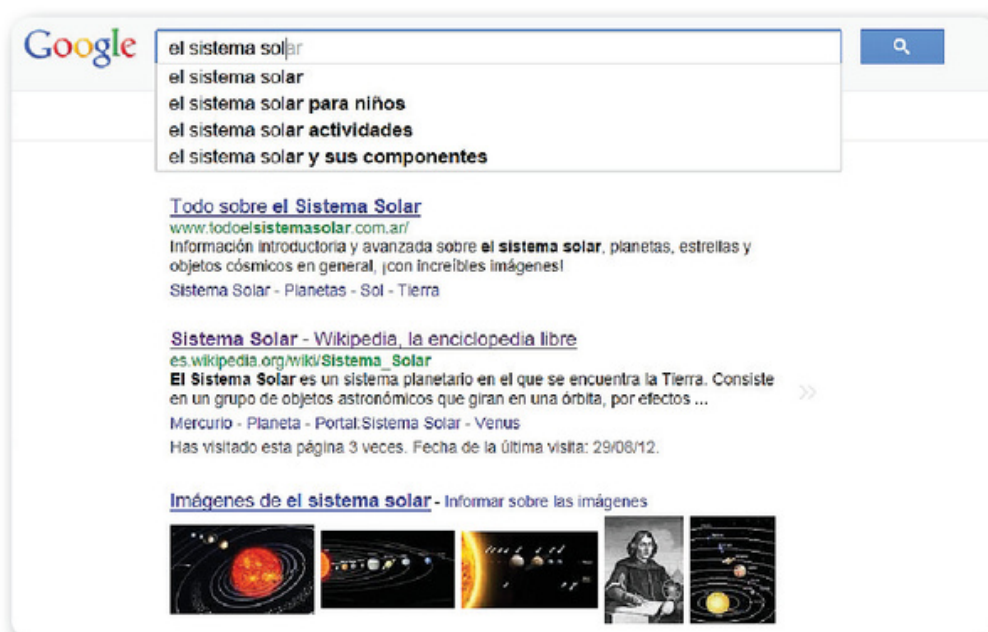 Google
el sistema solar
el sistema solar
el sistema solar para niños
el sistema solar actividades
el sistema solar y sus componentes
Todo sobre el Sistema Solar
www.todoelsistemasolar.com.ar/
Información introductoria y avanzada sobre el sistema solar, planetas, estrellas y
objetos cósmicos en general, ¡con increíbles imágenes!
Sistema Solar - Planetas - Sol - Tierra
Sistema Solar - Wikipedia, la enciclopedia libre
es.wikipedia.org/wiki/Sistema_Solar
El Sistema Solar es un sistema planetario en el que se encuentra la Tierra. Consiste
en un grupo de objetos astronómicos que giran en una órbita, por efectos ...
Mercurio - Planeta - Portal:Sistema Solar - Venus
Has visitado esta página 3 veces. Fecha de la última visita: 29/08/12.
Imágenes de el sistema solar - Informar sobre las imágenes